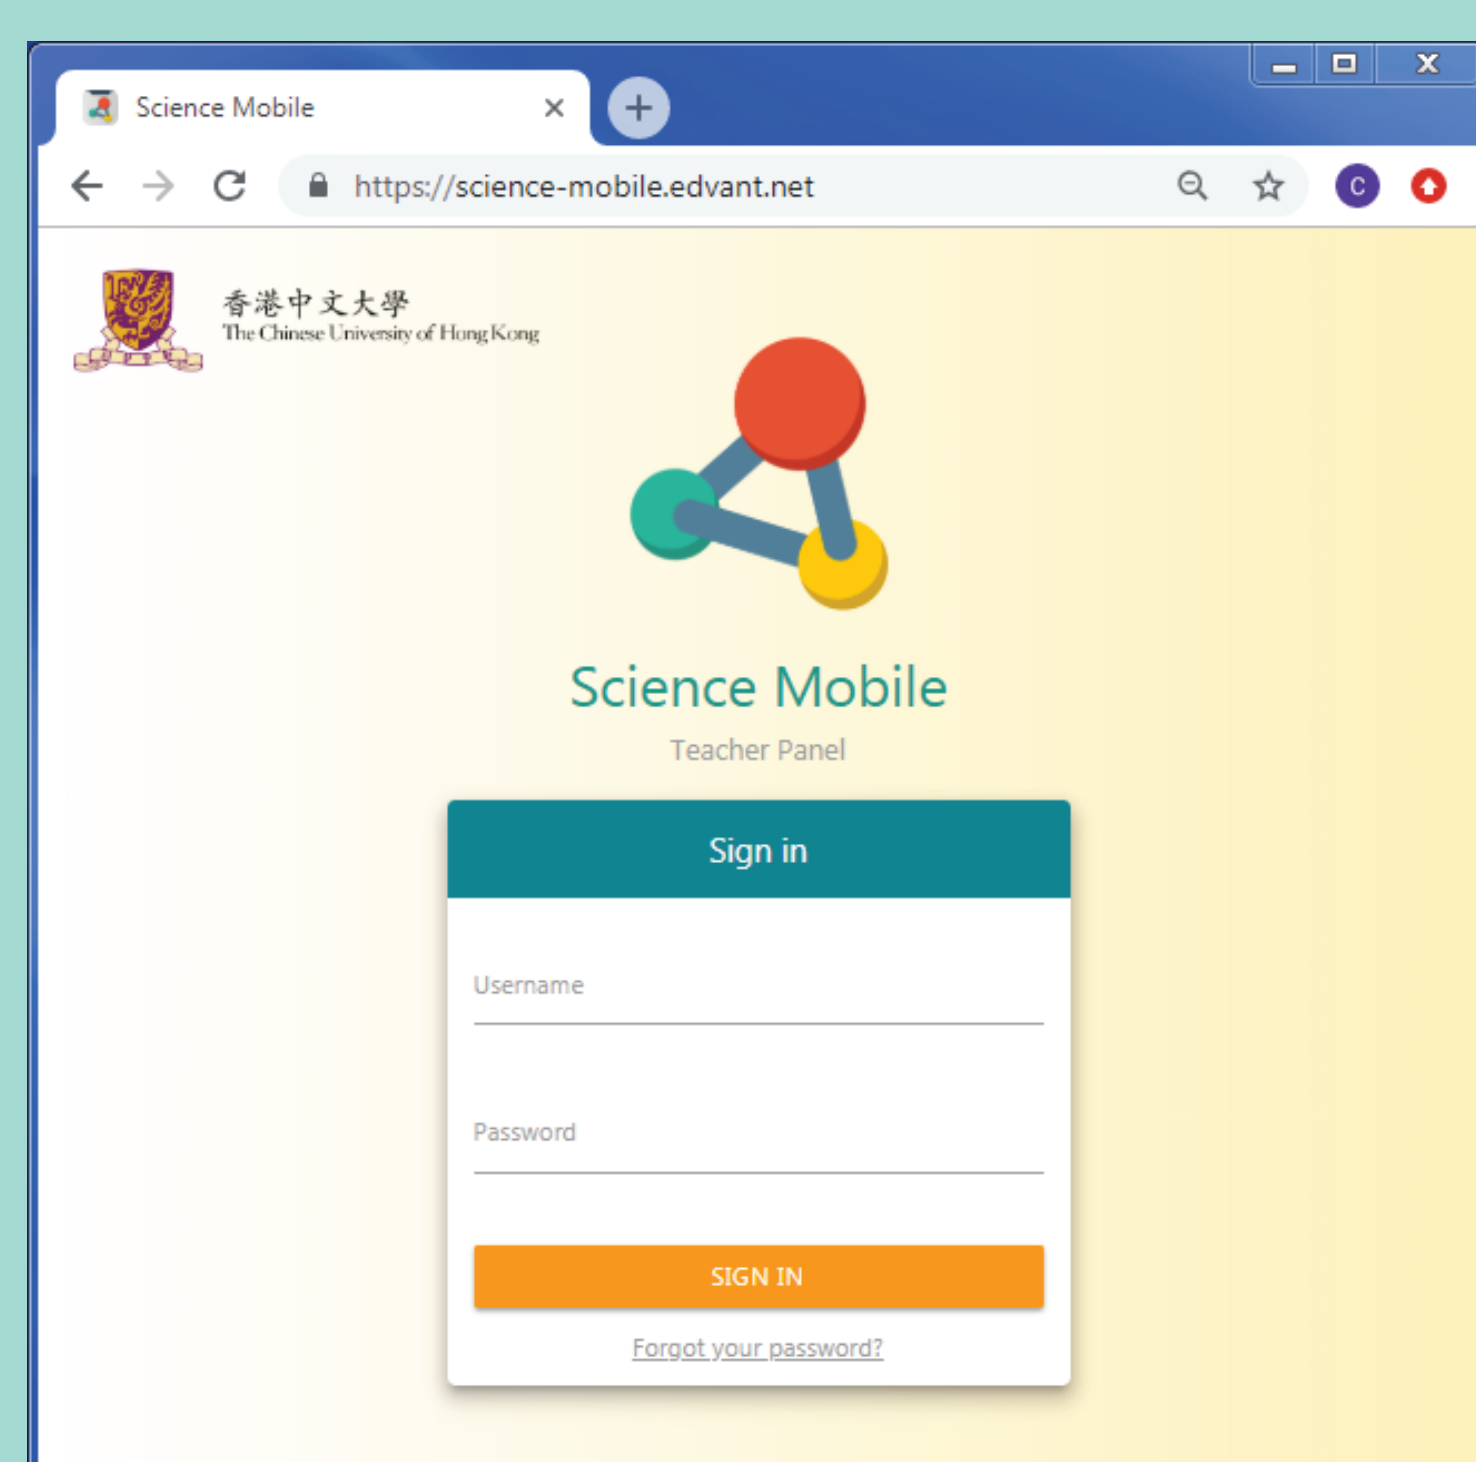 Science Mobile
https://science-mobile.edvant.net
C
香港中文大學
The Chinese University of Hong Kong
Science Mobile
Teacher Panel
Sign in
Username
Password
SIGN IN
Forgot your password?